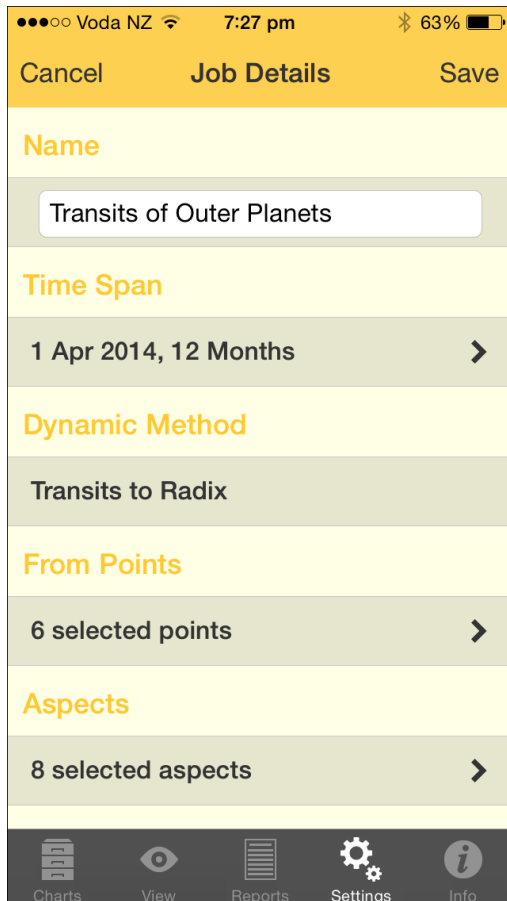 Voda NZ 7:27 pm 63%
Cancel Job Details Save
Name
Transits of Outer Planets
Time Span
1 Apr 2014, 12 Months
Dynamic Method
Transits to Radix
From Points
6 selected points
Aspects
8 selected aspects
Charts View Reports Settings Info